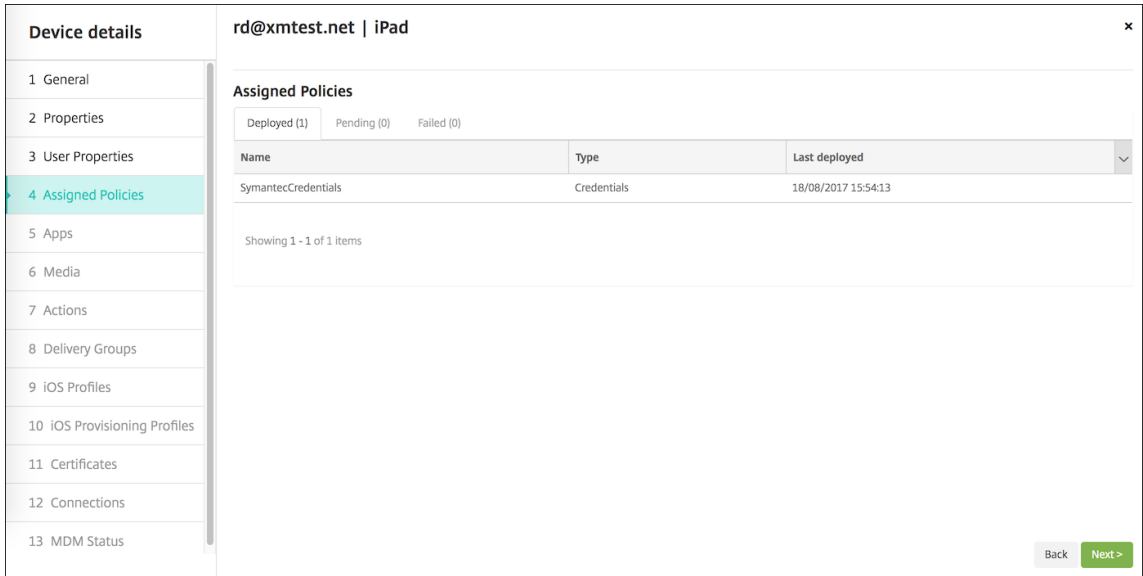 Device details
1 General
2 Properties
3 User Properties
4 Assigned Policies
5 Apps
6 Media
7 Actions
8 Delivery Groups
9 iOS Profiles
10 iOS Provisioning Profiles
11 Certificates
12 Connections
13 MDM Status
rd@xmtest.net | iPad
×
Assigned Policies
Deployed (1) Pending (0) Failed (0)
Name Type Last deployed
SymantecCredentials Credentials 18/08/2017 15:54:13
Showing 1 - 1 of 1 items
Back Next >